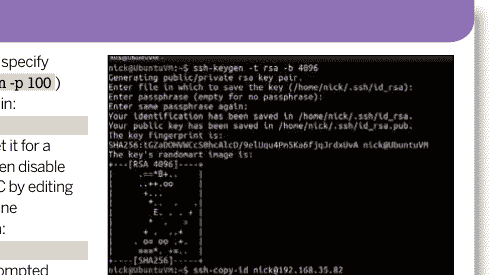 specify
n -p 100 )
in:
et it for a
en disable
C by editing
ne
:
ompted
nick@UbuntuVM:~$ ssh-keygen -t rsa -b 4096
Generating public/private rsa key pair.
Enter file in which to save the key (/home/nick/.ssh/id_rsa):
Enter passphrase (empty for no passphrase):
Enter same passphrase again:
Your identification has been saved in /home/nick/.ssh/id_rsa.
Your public key has been saved in /home/nick/.ssh/id_rsa.pub.
The key fingerprint is:
nick@UbuntuVM
The key's randomart image is:
+---[RSA 4096]----+
+----[SHA256]-----+
nick@UbuntuVM:~$ ssh-copy-id nick@192.168.35.82